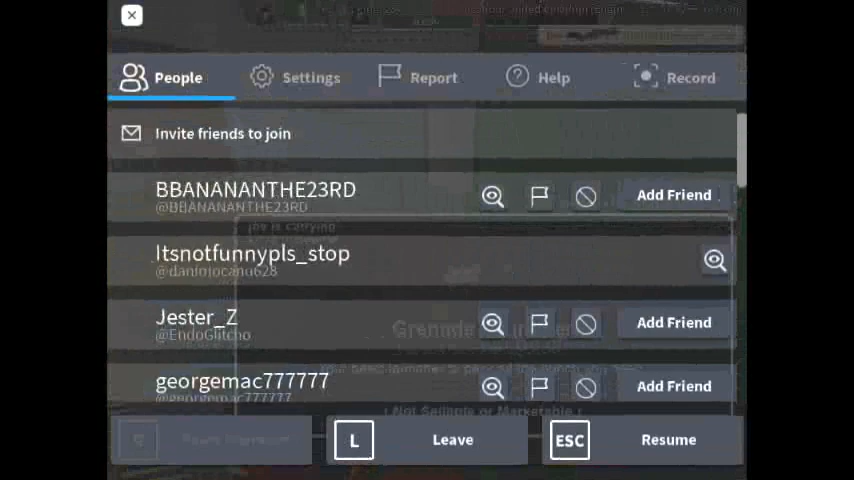 People
Settings
Report
Help
Record
Invite friends to join
BBANANANTHE23RD
@BBANANANTHE23RD
Add Friend
Itsnotfunnypls_stop
Jester_Z
@EndoGlitcho
Add Friend
georgemac777777
@georgemac777777
Add Friend
L
Leave
ESC
Resume